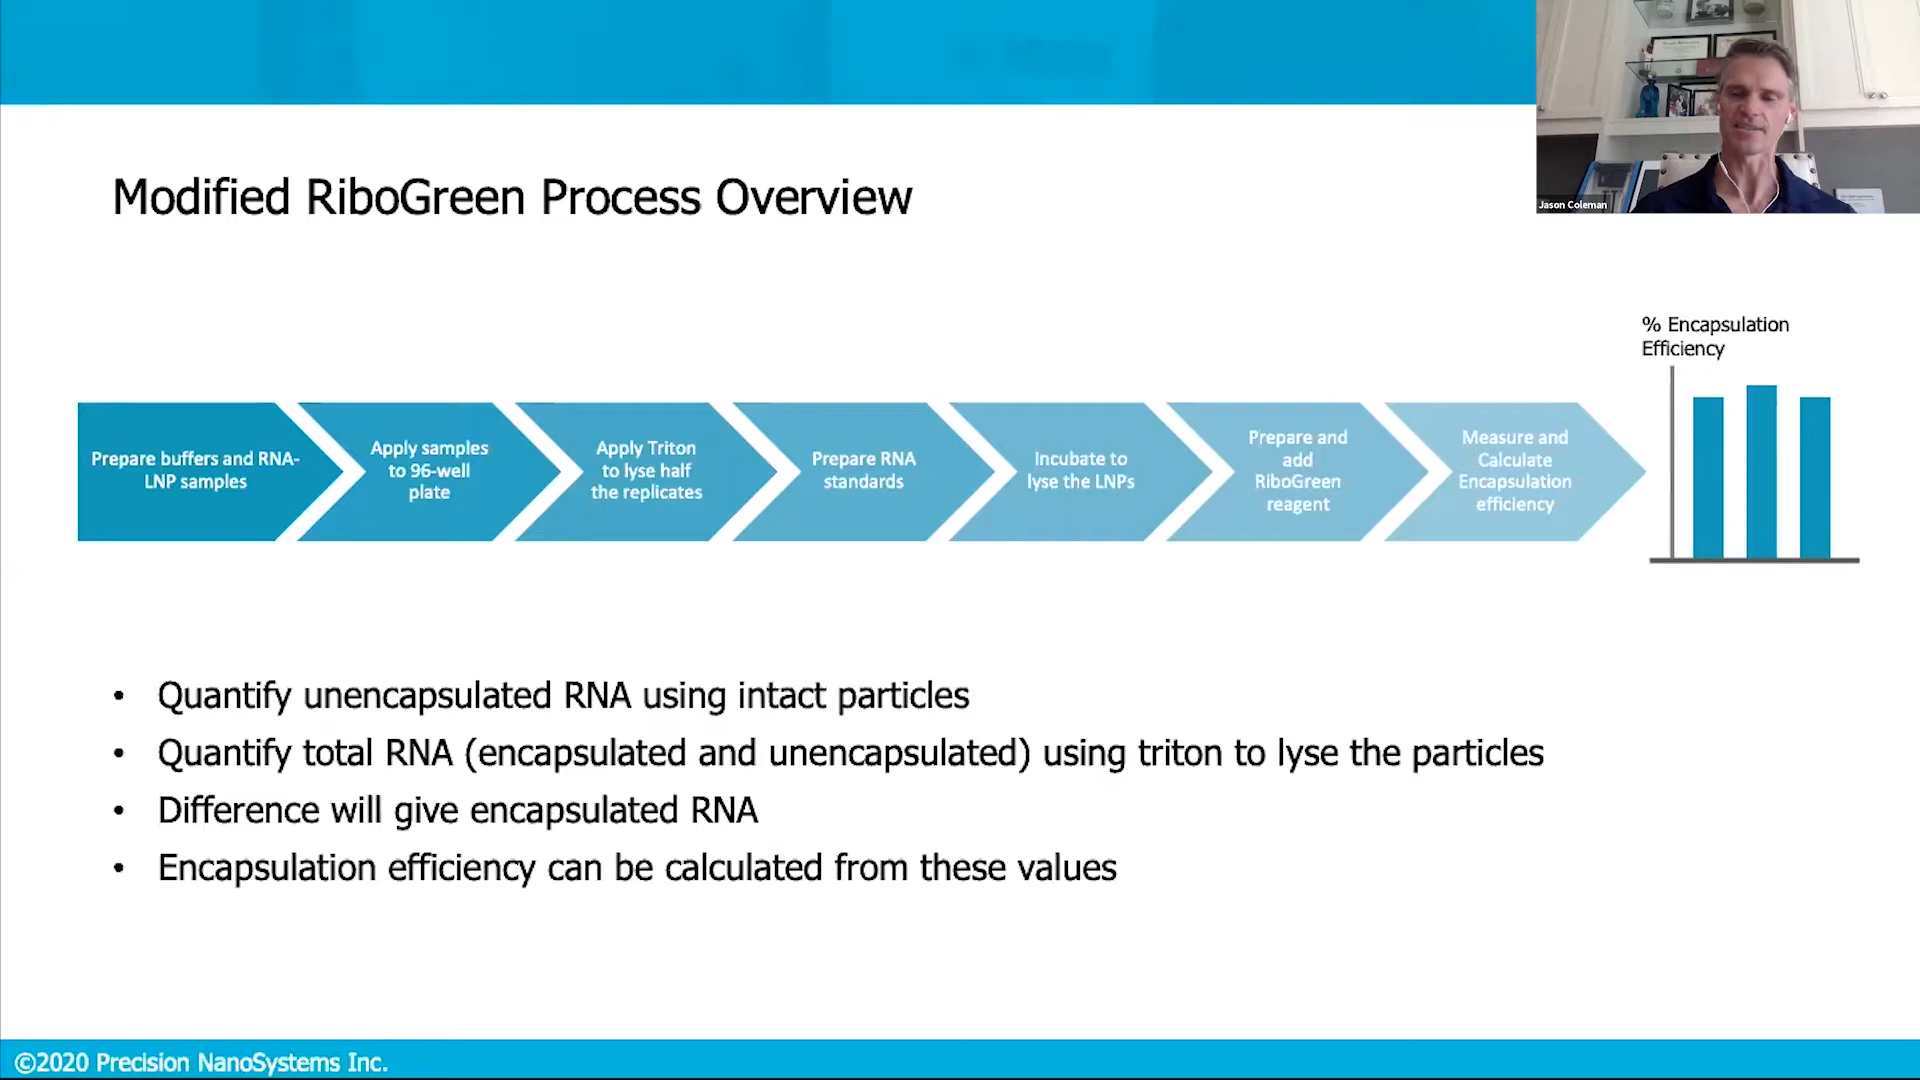 Jason Coleman
Modified RiboGreen Process Overview
% Encapsulation
Efficiency
Prepare buffers and RNA-
LNP samples
Apply samples
to 96-well
plate
Apply Triton
to lyse half
the replicates
Prepare RNA
standards
Incubate to
lyse the LNPs
Prepare and
add
RiboGreen
reagent
Measure and
Calculate
Encapsulation
efficiency
• Quantify unencapsulated RNA using intact particles
• Quantify total RNA (encapsulated and unencapsulated) using triton to lyse the particles
• Difference will give encapsulated RNA
• Encapsulation efficiency can be calculated from these values
©2020 Precision NanoSystems Inc.